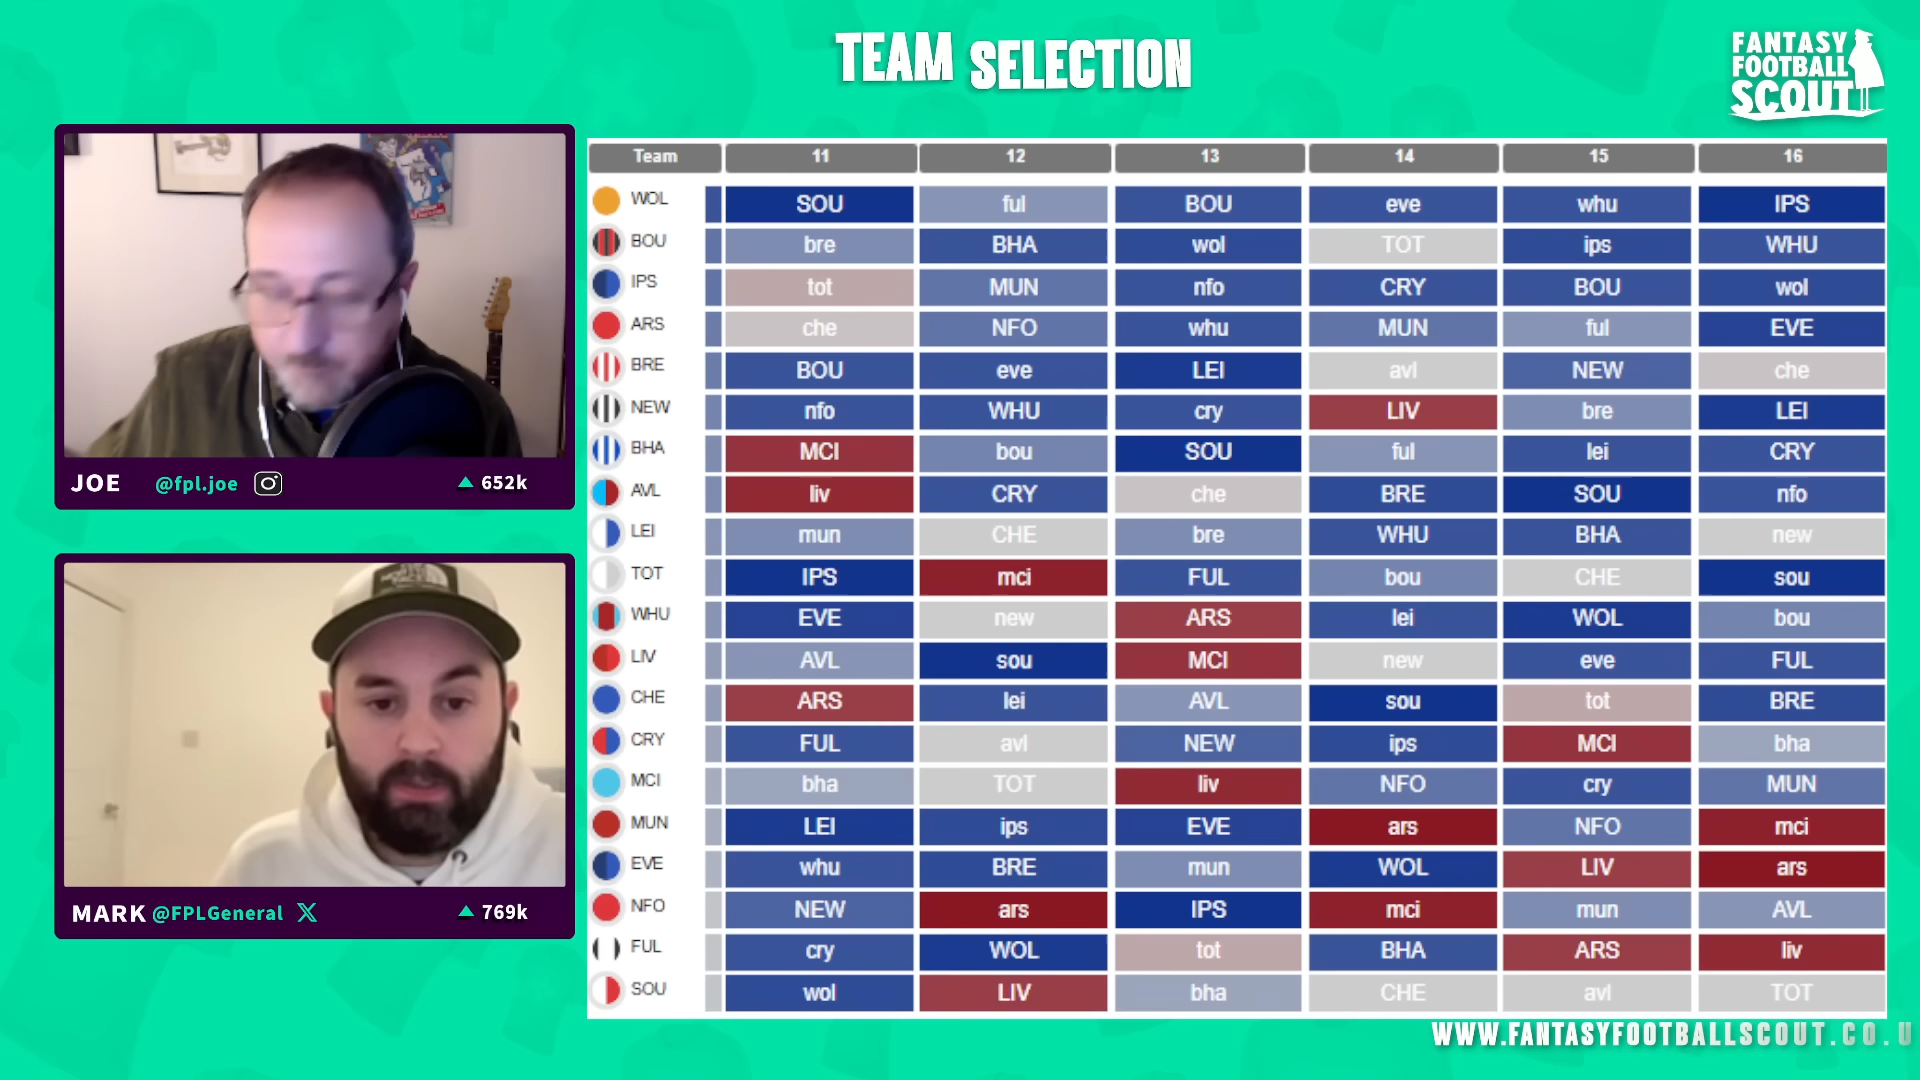 TEAM SELECTION
FANTASY
FOOTBALL
SCOUT
JOE @fpl.joe 652k
MARK @FPLGeneral 769k
Team 11 12 13 14 15 16
WOL SOU ful BOU eve whu IPS
BOU bre BHA wol TOT ips WHU
IPS tot MUN nfo CRY BOU wol
ARS che NFO whu MUN ful EVE
BRE BOU eve LEI avl NEW che
NEW nfo WHU cry LIV bre LEI
BHA MCI bou SOU ful lei CRY
AVL liv CRY che BRE SOU nfo
LEI mun CHE bre WHU BHA new
TOT IPS mci FUL bou CHE sou
WHU EVE new ARS lei WOL bou
LIV AVL sou MCI new eve FUL
CHE ARS lei AVL sou tot BRE
CRY FUL avl NEW ips MCI bha
MCI bha TOT liv NFO cry MUN
MUN LEI ips EVE ars NFO mci
EVE whu BRE mun WOL LIV ars
NFO NEW ars IPS mci mun AVL
FUL cry WOL tot BHA ARS liv
SOU wol LIV bha CHE avl TOT
WWW.FANTASYFOOTBALLSCOUT.CO.U